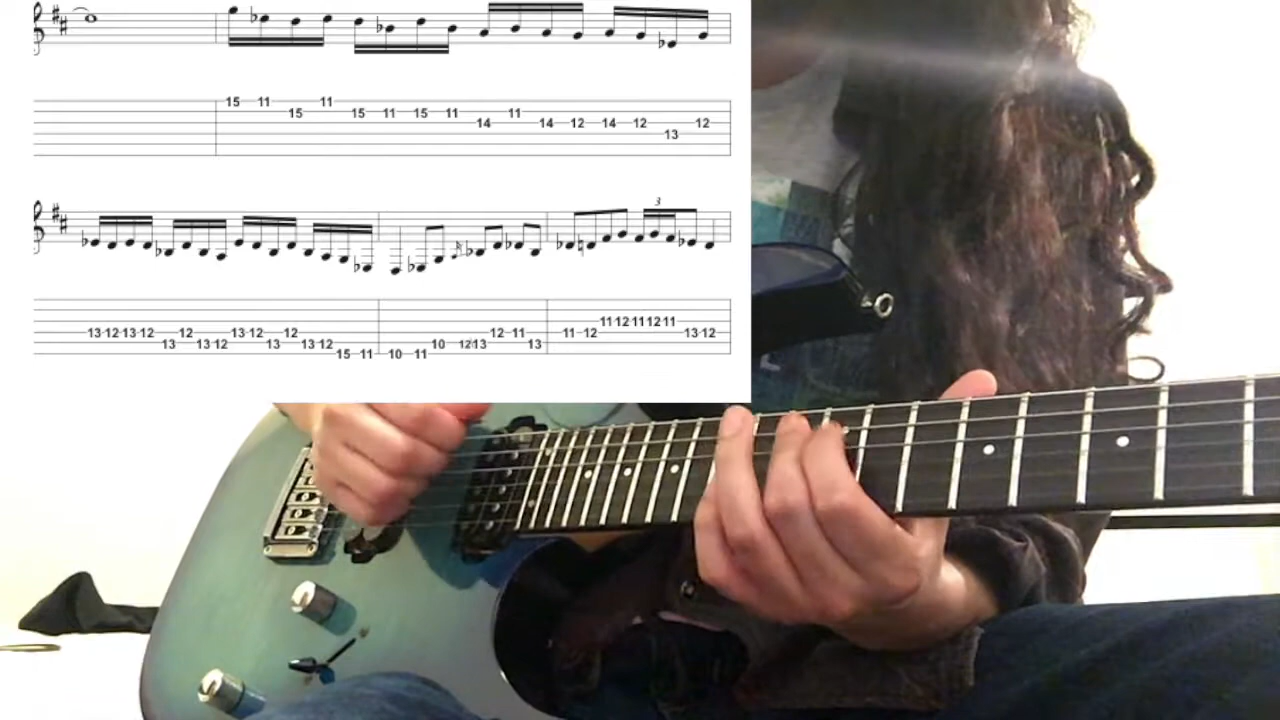 15 11 11
15 15 11 15 11 11
14 14 12 14 12 12
13
3
11 12 11 12 11
13 12 13 12 12 13 12 12 12 11 11 12 13 12
13 13 12 13 13 12 10 12 13 13
15 11 10 11